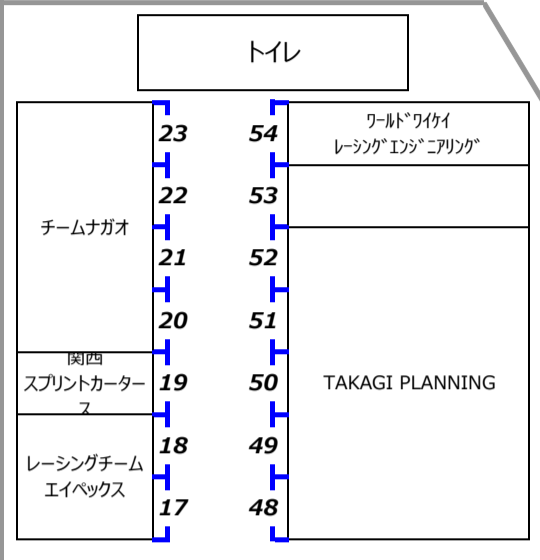 トイレ
23
54
ワールドワイケイ
レーシングエンジニアリング
22
53
チームナガオ
21
52
20
51
関西
スプリントカーター
ス
19
50
TAKAGI PLANNING
18
49
レーシングチーム
エイペックス
17
48